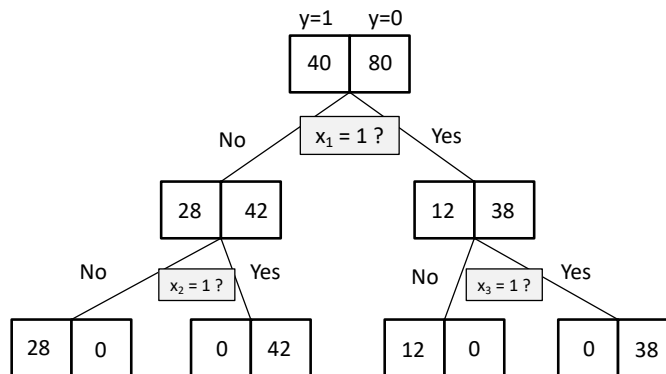 y=1 y=0
40 80
No x₁ = 1 ? Yes
28 42 12 38
No x₂ = 1 ? Yes No x₃ = 1 ? Yes
28 0 0 42 12 0 0 38